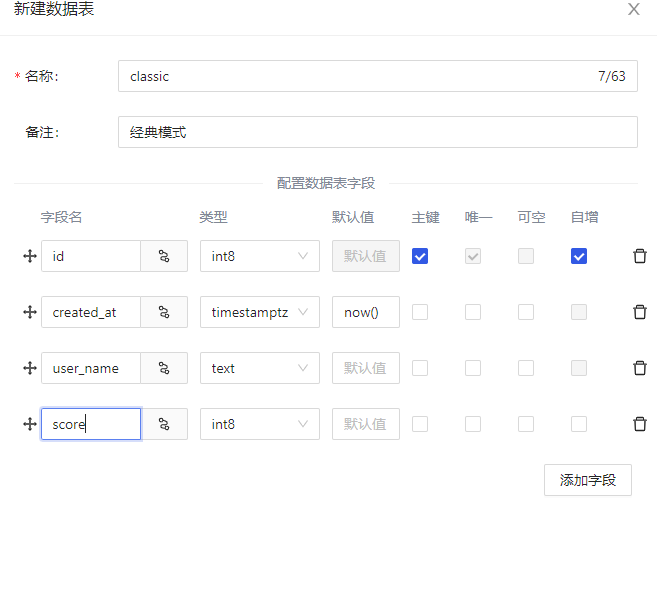 新建数据表
* 名称：
classic 7/63
备注：
经典模式
配置数据表字段
字段名 类型 默认值 主键 唯一 可空 自增
id int8 默认值
created_at timestamptz now()
user_name text 默认值
score int8 默认值
添加字段